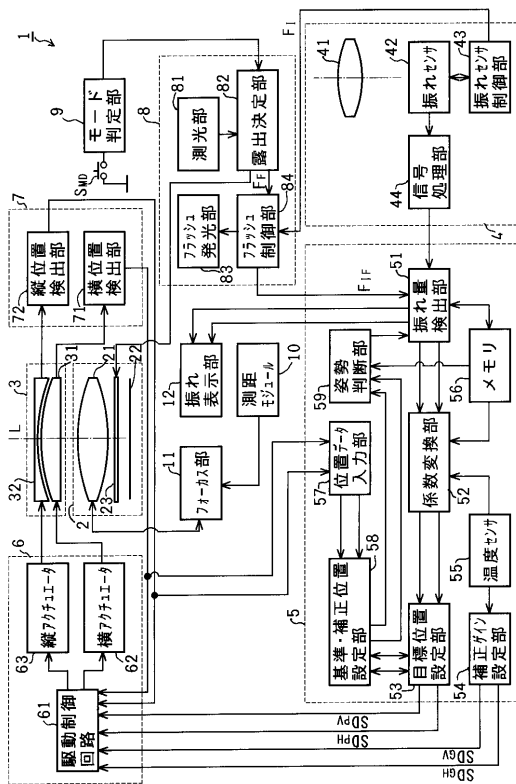 1
9
モード
判定部
SMD
7
縦位置
検出部
72
横位置
検出部
71
3
31
32
IL
21
22
23
2
6
縦アクチュエータ
63
横アクチュエータ
62
61
駆動制御
回路
8
81
測光部
82
露出決定部
FF
フラッシュ
発光部
83
フラッシュ
制御部
84
FI
FIF
12
振れ
表示部
10
測距
モジュール
11
フォーカス部
41
42
振れセンサ
43
振れセンサ
制御部
44
信号
処理部
4
51
振れ量
検出部
59
姿勢
判断部
56
メモリ
57
位置データ
入力部
52
係数変換部
58
基準・補正位置
設定部
55
温度センサ
5
53
目標位置
設定部
54
補正ゲイン
設定部
SDPV
SDPH
SDGV
SDGH